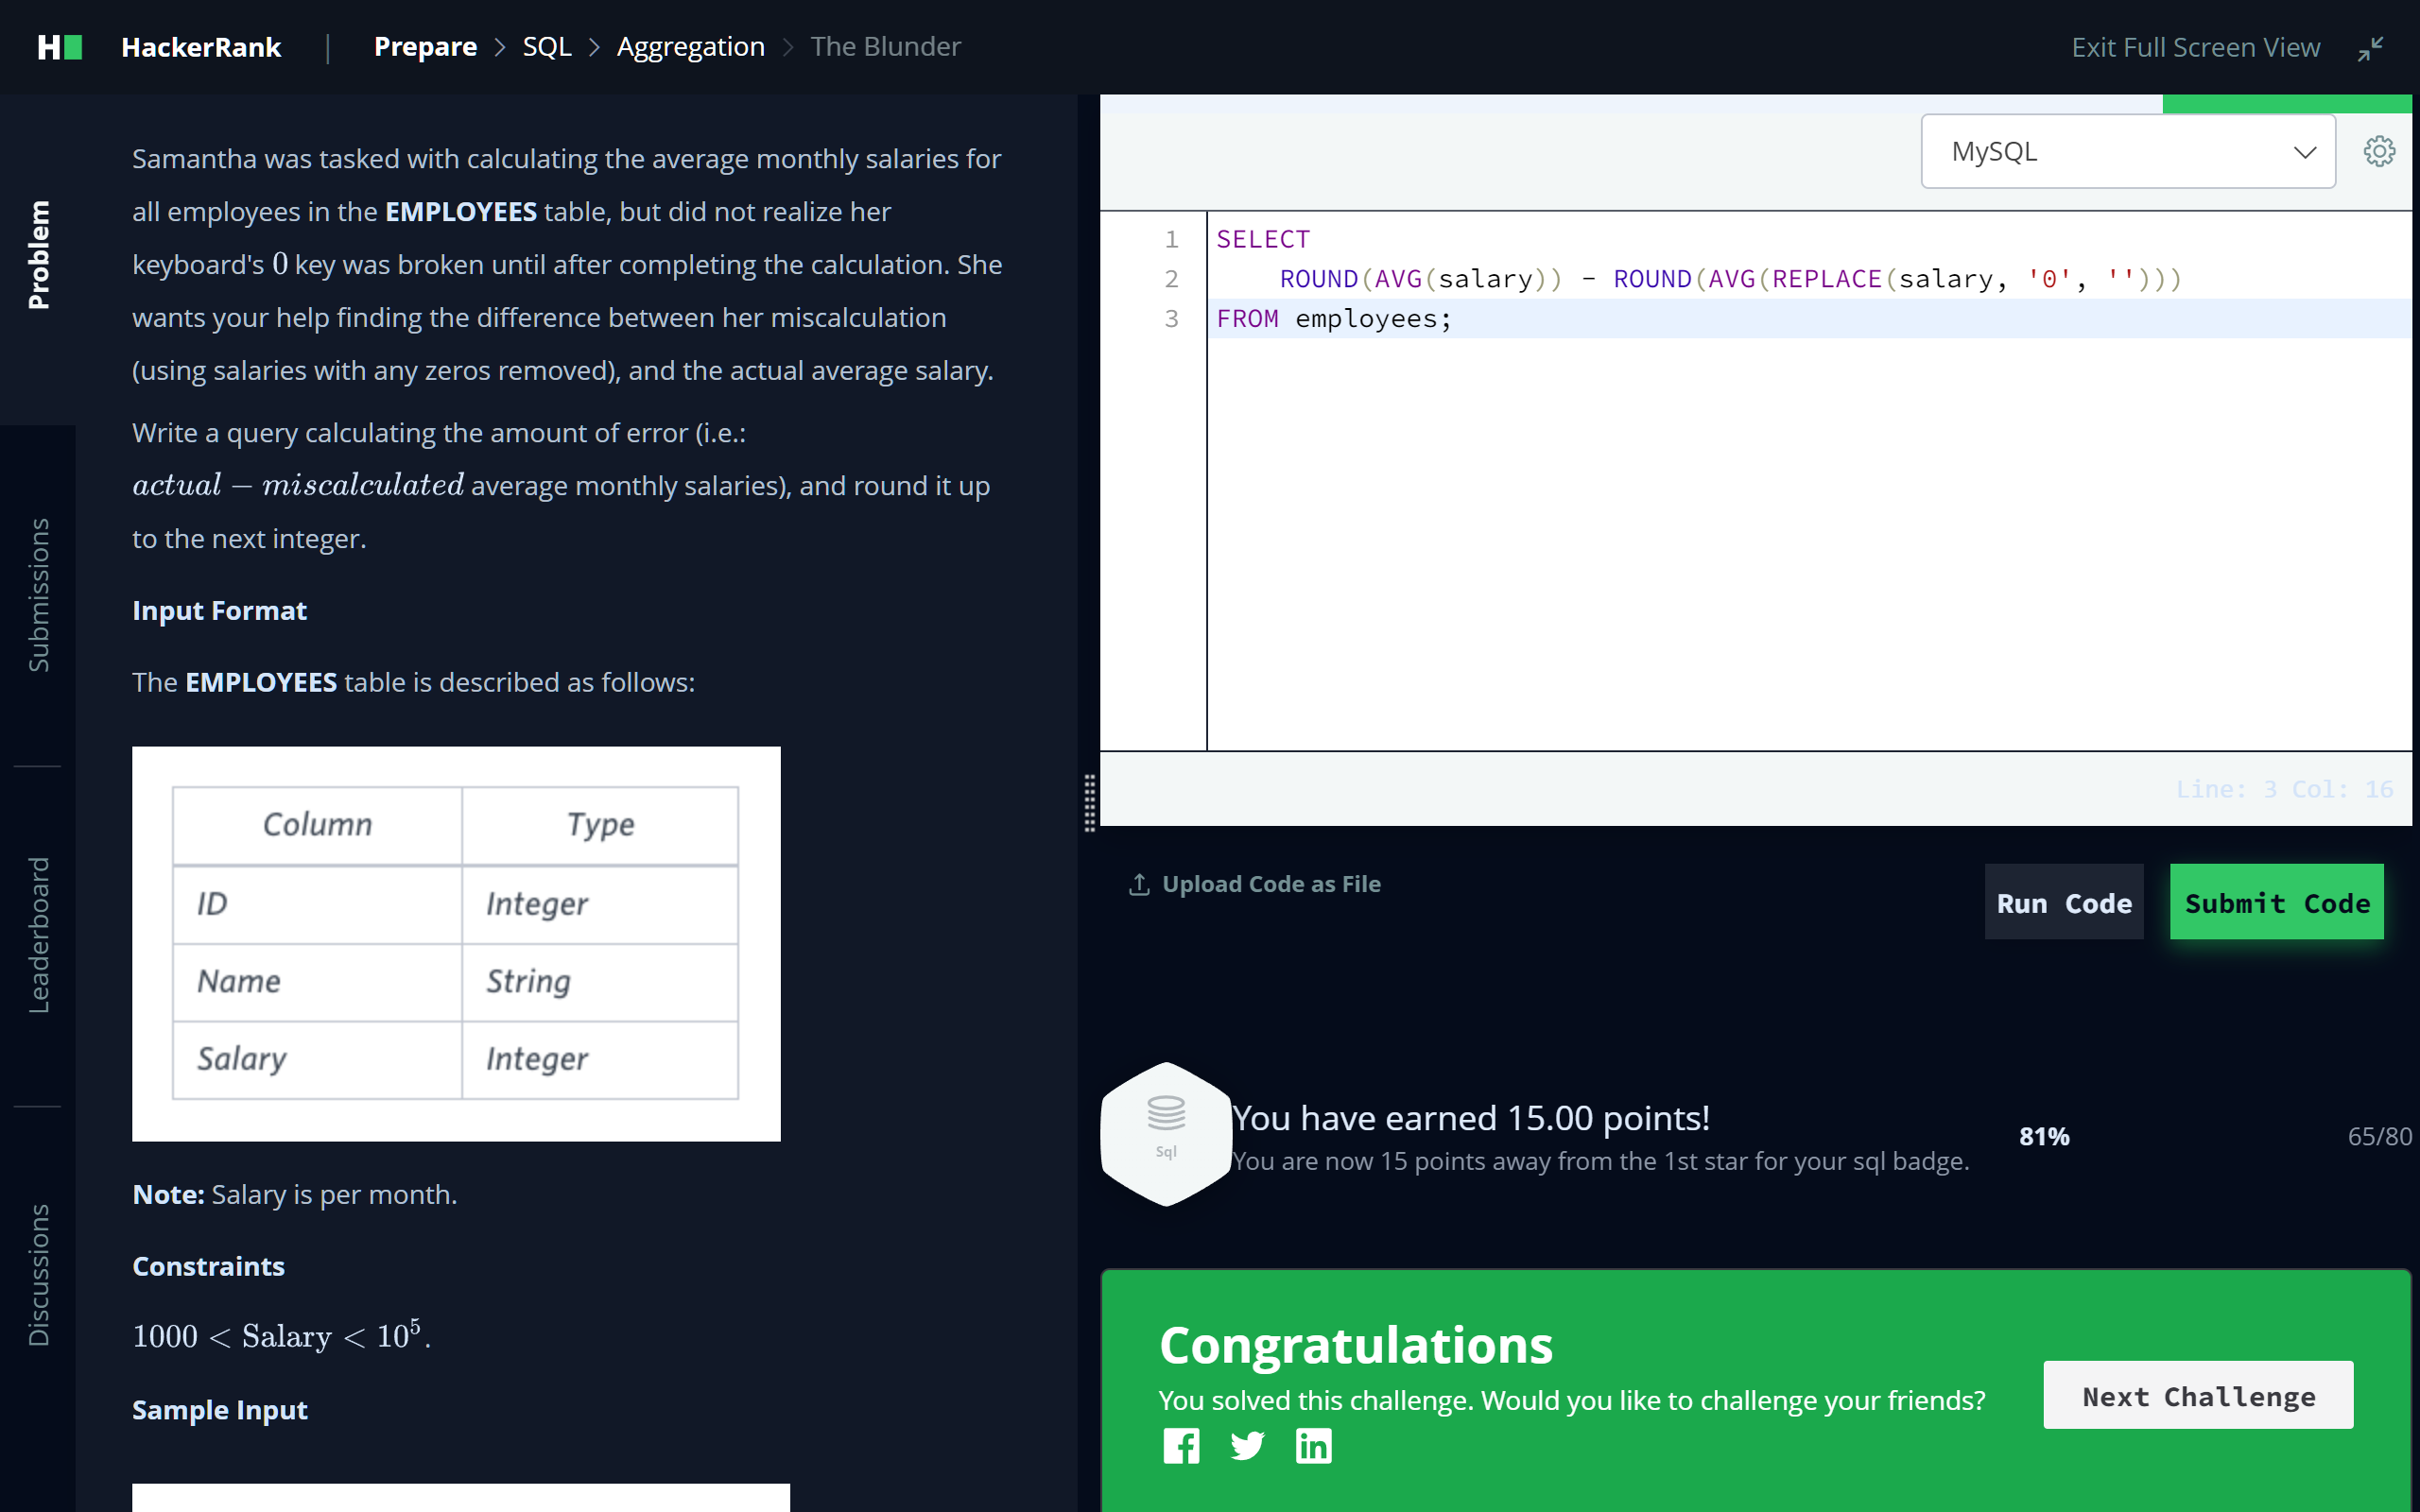 HackerRank | Prepare > SQL > Aggregation > The Blunder
Exit Full Screen View
Problem
Submissions
Leaderboard
Discussions
Samantha was tasked with calculating the average monthly salaries for
all employees in the EMPLOYEES table, but did not realize her
keyboard's 0 key was broken until after completing the calculation. She
wants your help finding the difference between her miscalculation
(using salaries with any zeros removed), and the actual average salary.
Write a query calculating the amount of error (i.e.:
actual − miscalculated average monthly salaries), and round it up
to the next integer.
Input Format
The EMPLOYEES table is described as follows:
Column Type
ID Integer
Name String
Salary Integer
Note: Salary is per month.
Constraints
1000 < Salary < 10⁵.
Sample Input
MySQL
1 SELECT
2 ROUND(AVG(salary)) - ROUND(AVG(REPLACE(salary, '0', '')))
3 FROM employees;
Line: 3 Col: 16
Upload Code as File
Run Code
Submit Code
Sql
You have earned 15.00 points!
You are now 15 points away from the 1st star for your sql badge.
81%
65/80
Congratulations
You solved this challenge. Would you like to challenge your friends?
Next Challenge